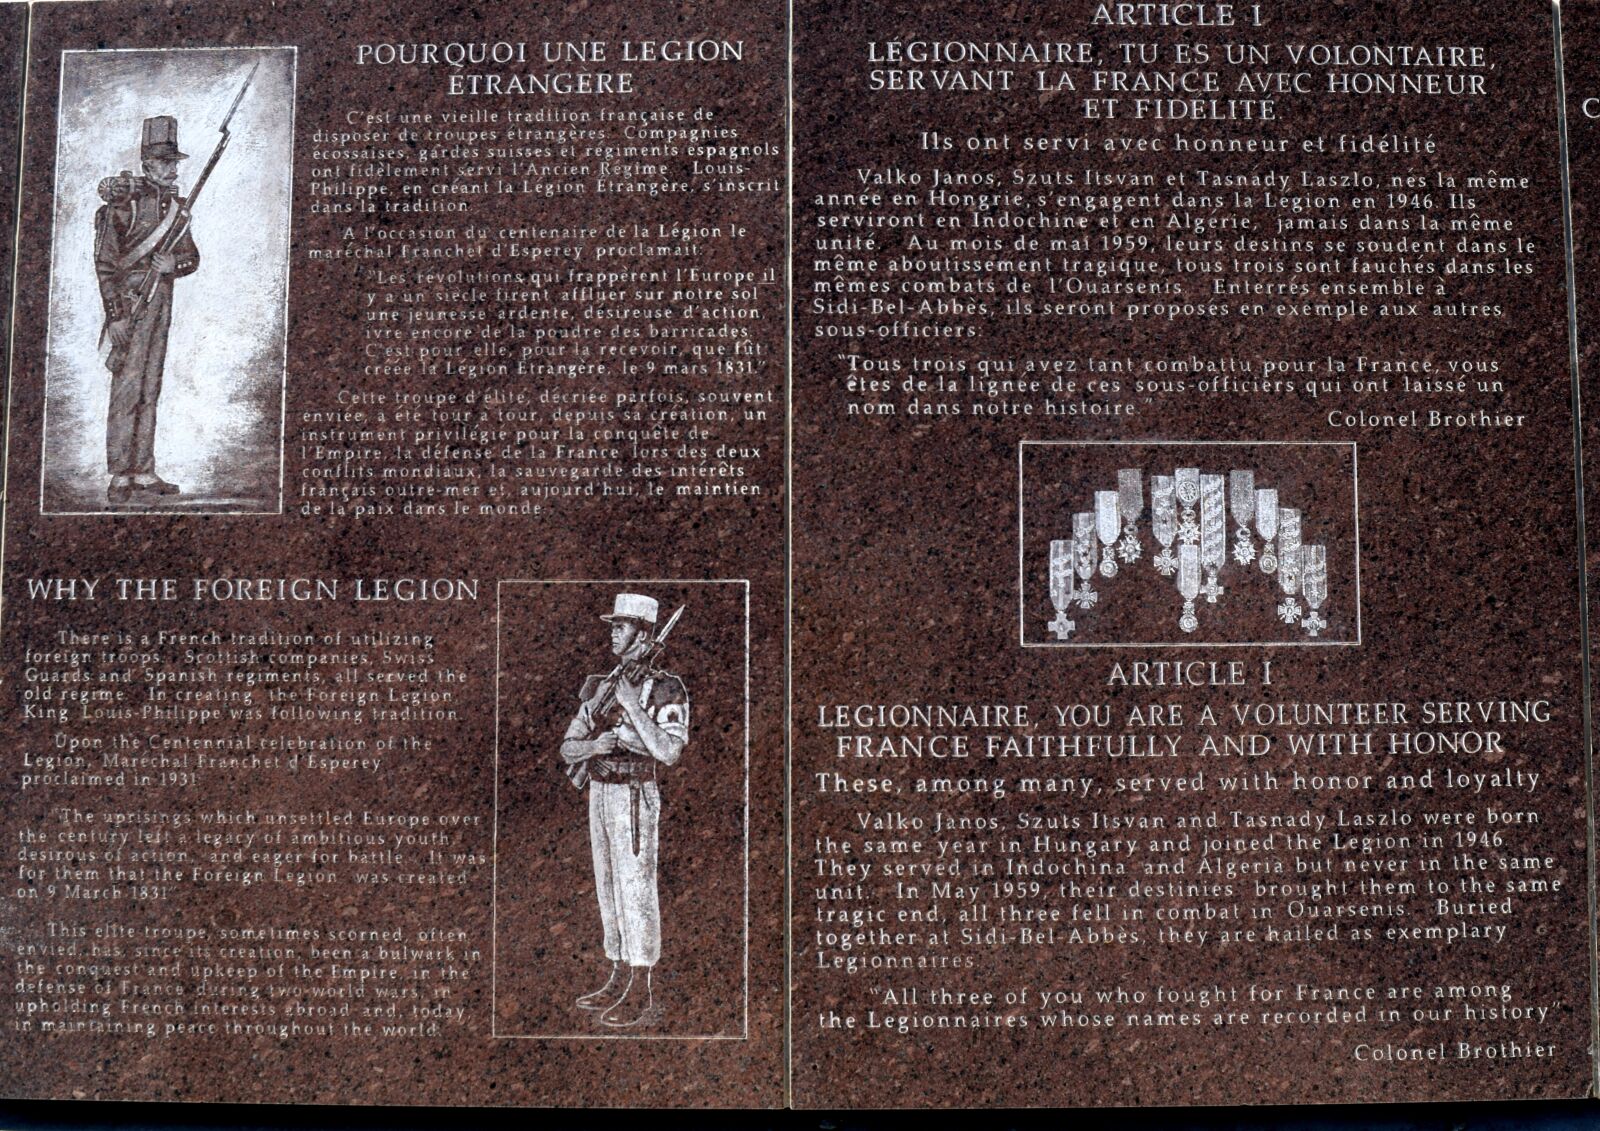 POURQUOI UNE LEGION
ETRANGERE
C'est une vieille tradition française de
disposer de troupes étrangères. Compagnies
écossaises, gardes suisses et régiments espagnols
ont fidèlement servi l'Ancien Régime. Louis-
Philippe, en créant la Légion Etrangère, s'inscrit
dans la tradition.
A l'occasion du centenaire de la Légion le
maréchal Franchet d'Esperey proclamait:
"Les révolutions qui frappèrent l'Europe il
y a un siècle firent affluer sur notre sol
une jeunesse ardente, désireuse d'action,
ivre encore de la poudre des barricades.
C'est pour elle, pour la recevoir, que fût
créée la Légion Etrangère, le 9 mars 1831."
Cette troupe d'élite, décriée parfois, souvent
enviée, a été tour à tour, depuis sa création, un
instrument privilégié pour la conquête de
l'Empire, la défense de la France lors des deux
conflits mondiaux, la sauvegarde des intérêts
français outre-mer et, aujourd'hui, le maintien
de la paix dans le monde.
WHY THE FOREIGN LEGION
There is a French tradition of utilizing
foreign troops. Scottish companies, Swiss
Guards and Spanish regiments, all served the
old regime. In creating the Foreign Legion
King Louis-Philippe was following tradition.
Upon the Centennial celebration of the
Legion, Maréchal Franchet d'Esperey
proclaimed in 1931
"The uprisings which unsettled Europe over
the century left a legacy of ambitious youth,
desirous of action, and eager for battle. It was
for them that the Foreign Legion was created
on 9 March 1831"
This elite troupe, sometimes scorned, often
envied, has, since its creation, been a bulwark in
the conquest and upkeep of the Empire, in the
defense of France during two world wars, in
upholding French interests abroad and, today,
in maintaining peace throughout the world.
ARTICLE I
LÉGIONNAIRE, TU ES UN VOLONTAIRE,
SERVANT LA FRANCE AVEC HONNEUR
ET FIDELITÉ.
Ils ont servi avec honneur et fidélité
Valko Janos, Szuts Itsvan et Tasnády Laszlo, nés la même
année en Hongrie, s'engagent dans la Légion en 1946. Ils
serviront en Indochine et en Algérie, jamais dans la même
unité. Au mois de mai 1959, leurs destins se soudent dans le
même aboutissement tragique, tous trois sont fauchés dans les
mêmes combats de l'Ouarsenis. Enterrés ensemble à
Sidi-Bel-Abbès, ils seront proposés en exemple aux autres
sous-officiers:
"Tous trois qui avez tant combattu pour la France, vous
êtes de la lignée de ces sous-officiers qui ont laissé un
nom dans notre histoire."
Colonel Brothier
ARTICLE I
LEGIONNAIRE, YOU ARE A VOLUNTEER SERVING
FRANCE FAITHFULLY AND WITH HONOR
These, among many, served with honor and loyalty
Valko Janos, Szuts Itsvan and Tasnady Laszlo were born
the same year in Hungary and joined the Legion in 1946.
They served in Indochina and Algeria but never in the same
unit. In May 1959, their destinies brought them to the same
tragic end, all three fell in combat in Ouarsenis. Buried
together at Sidi-Bel-Abbès, they are hailed as exemplary
Legionnaires.
"All three of you who fought for France are among
the Legionnaires whose names are recorded in our history"
Colonel Brothier
C